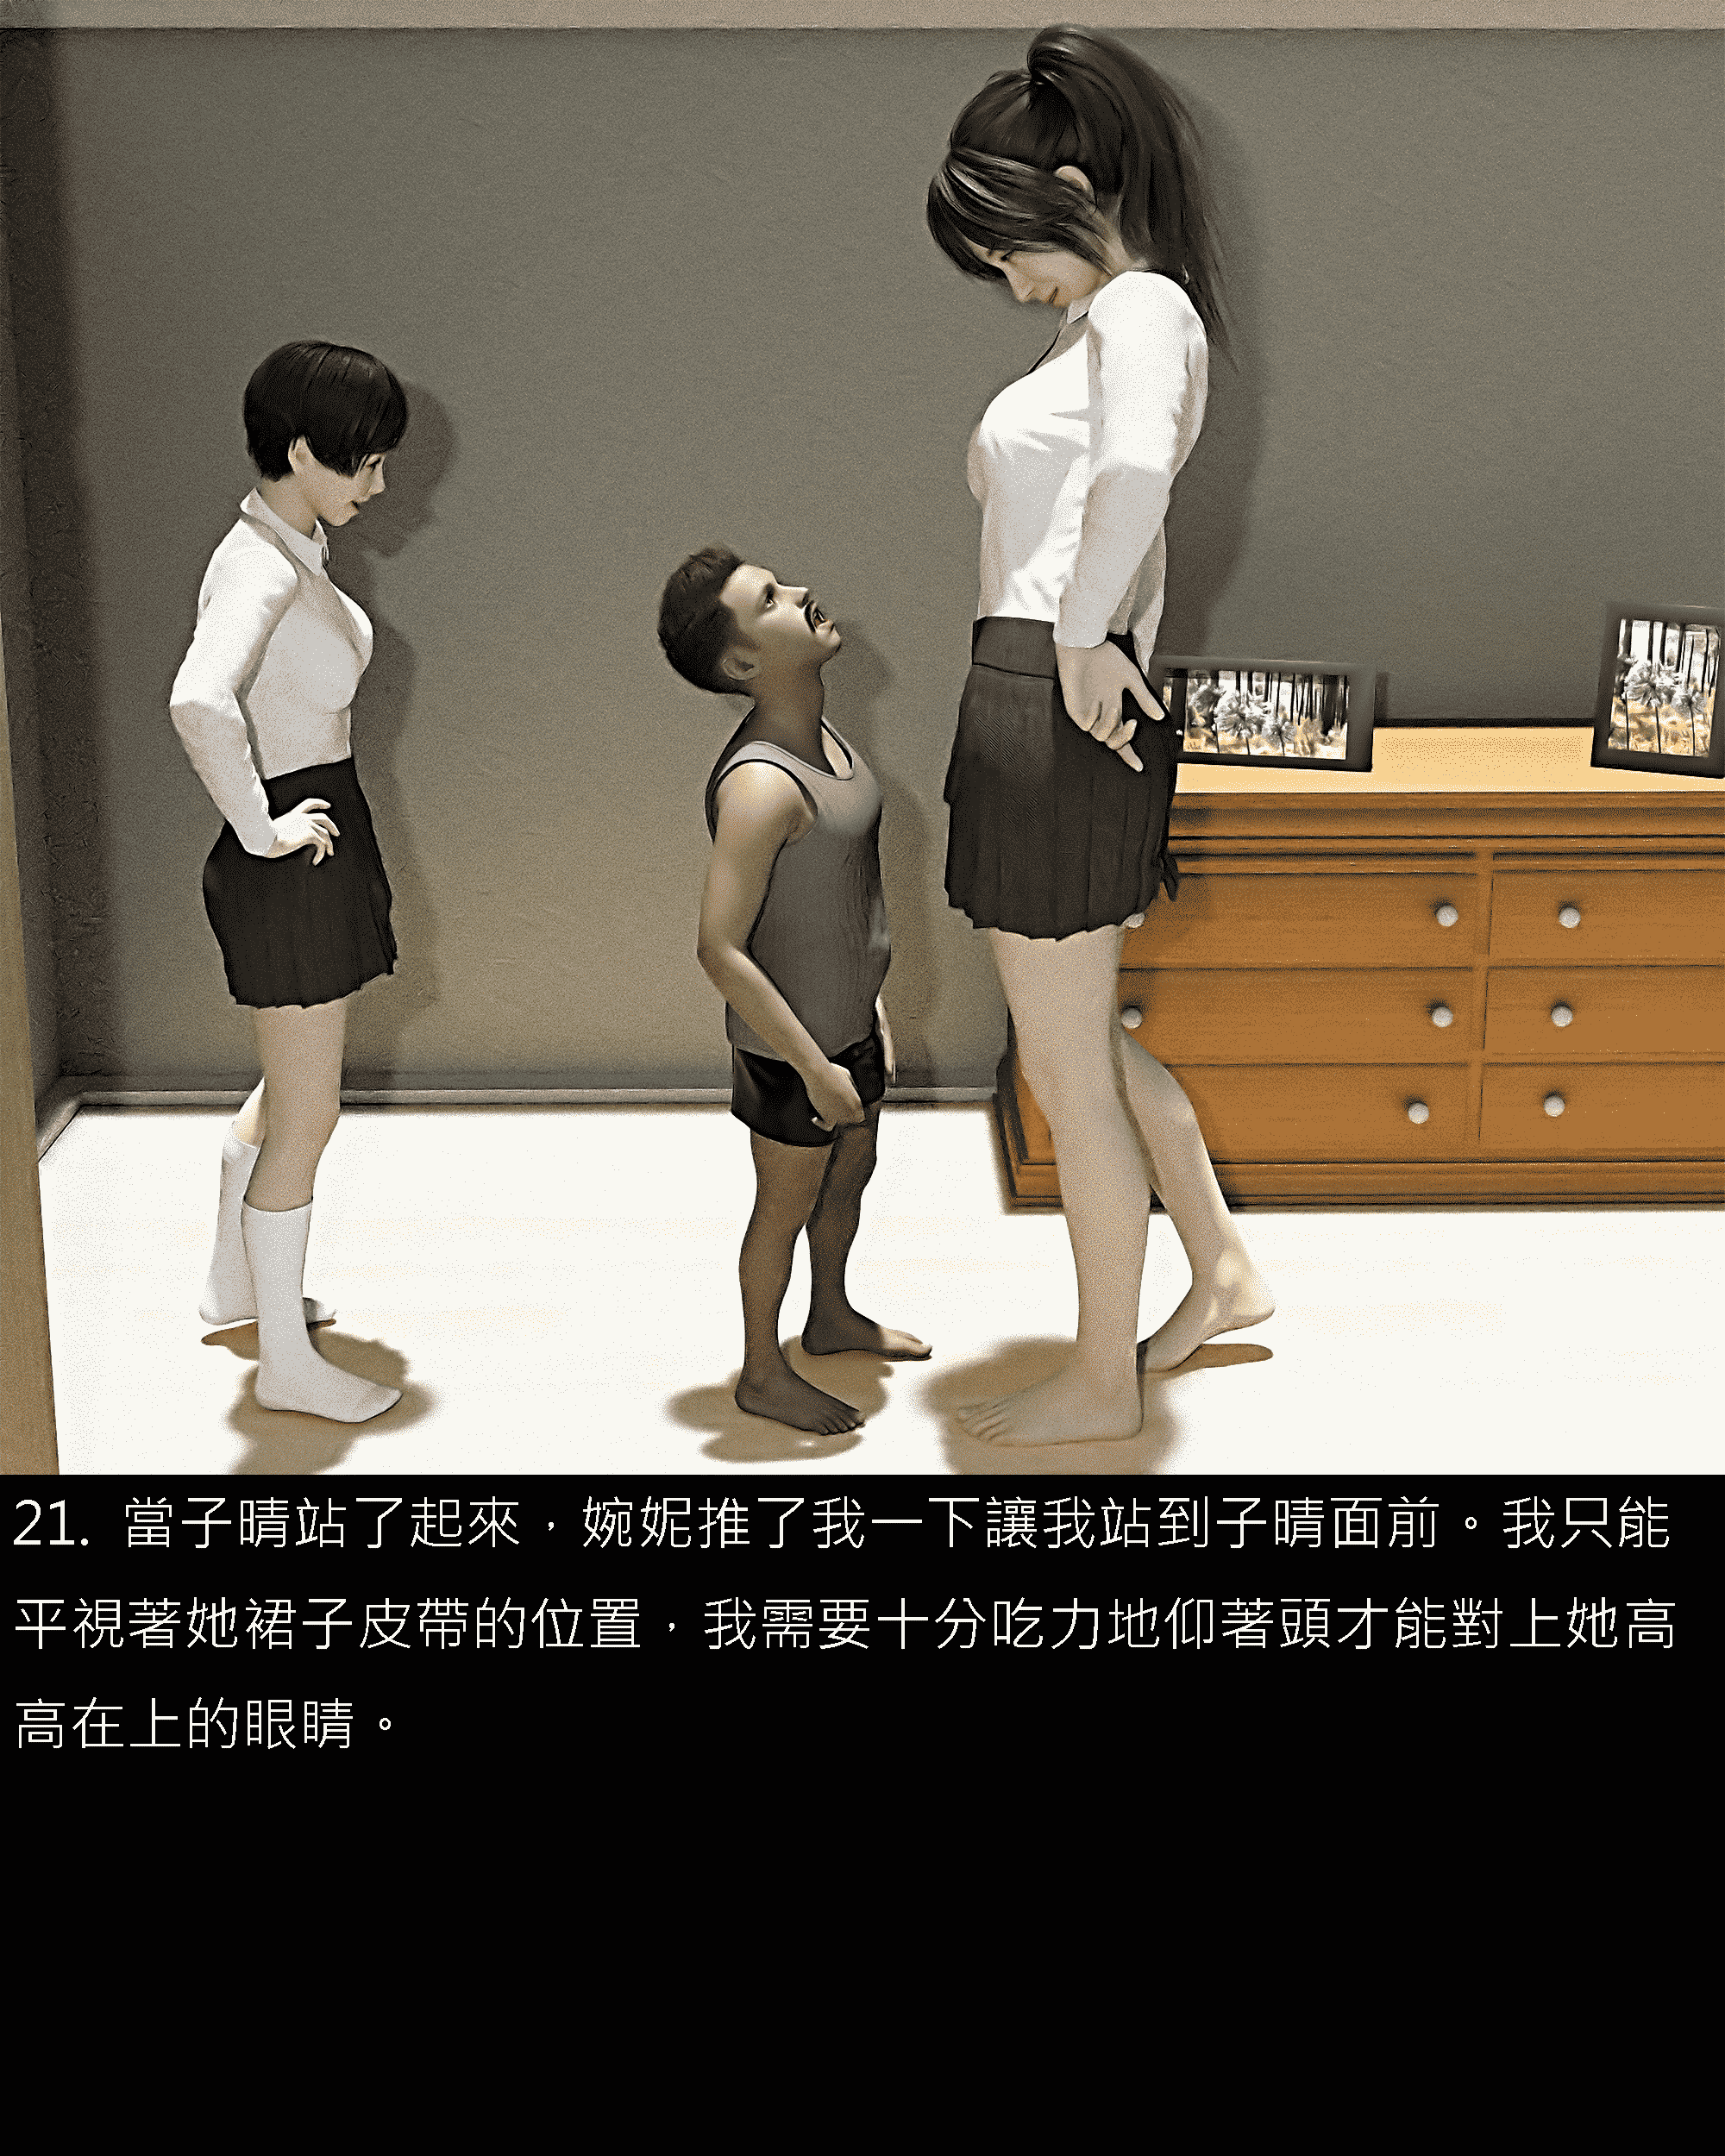 21. 當子晴站了起來，婉妮推了我一下讓我站到子晴面前。我只能
平視著她裙子皮帶的位置，我需要十分吃力地仰著頭才能對上她高
高在上的眼睛。